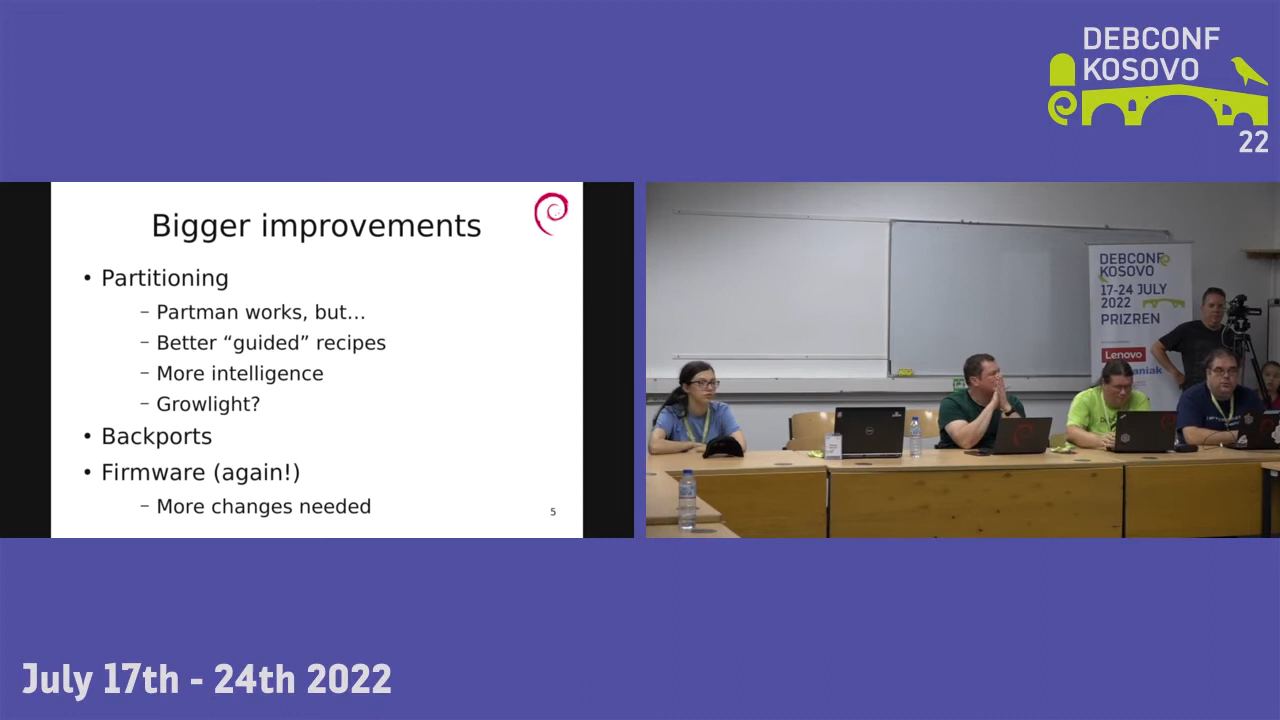 DEBCONF
KOSOVO
22
Bigger improvements
• Partitioning
– Partman works, but...
– Better “guided” recipes
– More intelligence
– Growlight?
• Backports
• Firmware (again!)
– More changes needed
5
DEBCONF
KOSOVO
17-24 JULY
2022
PRIZREN
Lenovo
July 17th - 24th 2022